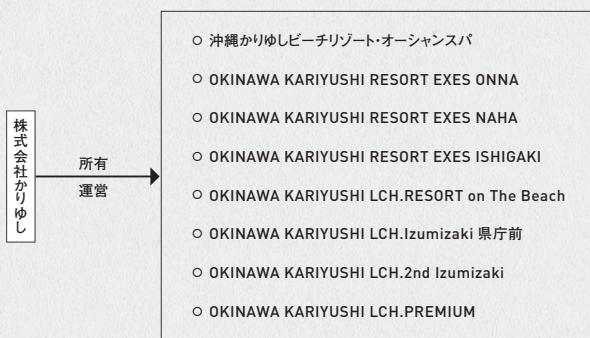 株式会社かりゆし
所有
運営
沖縄かりゆしビーチリゾート・オーシャンスパ
OKINAWA KARIYUSHI RESORT EXES ONNA
OKINAWA KARIYUSHI RESORT EXES NAHA
OKINAWA KARIYUSHI RESORT EXES ISHIGAKI
OKINAWA KARIYUSHI LCH.RESORT on The Beach
OKINAWA KARIYUSHI LCH.Izumizaki 県庁前
OKINAWA KARIYUSHI LCH.2nd Izumizaki
OKINAWA KARIYUSHI LCH.PREMIUM